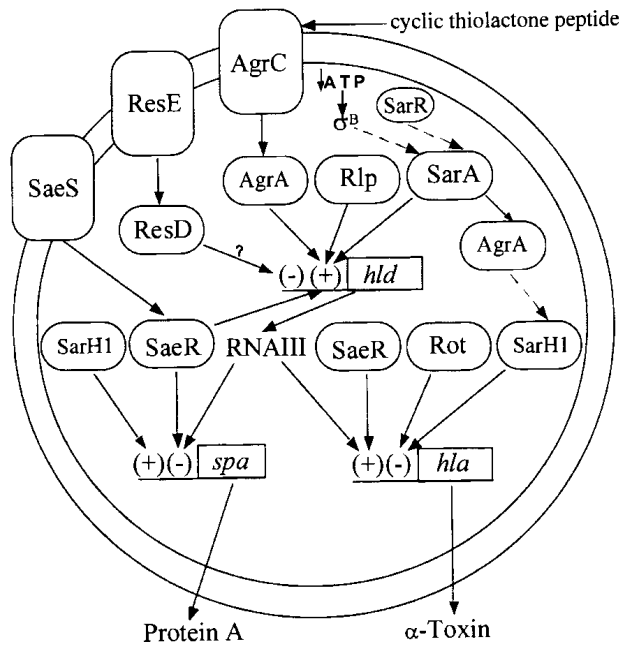 cyclic thiolactone peptide
AgrC
ATP
ResE
σB
SarR
AgrA
Rlp
SarA
SaeS
ResD
AgrA
?
(-) (+) hld
SarH1
SaeR
RNAIII
SaeR
Rot
SarH1
(+) (-) spa
(+) (-) hla
Protein A
α-Toxin